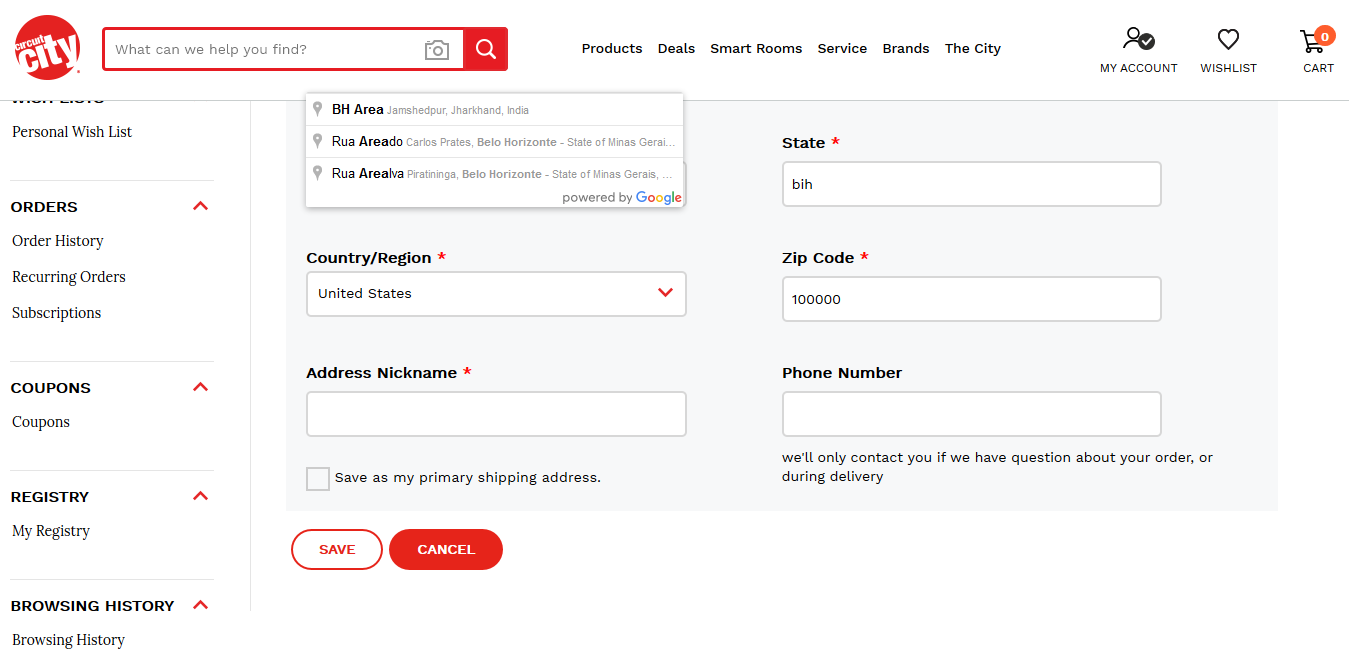 circuit city
What can we help you find?
Products Deals Smart Rooms Service Brands The City
MY ACCOUNT
WISHLIST
0
CART
WISH LISTS
Personal Wish List
ORDERS
Order History
Recurring Orders
Subscriptions
COUPONS
Coupons
REGISTRY
My Registry
BROWSING HISTORY
Browsing History
BH Area Jamshedpur, Jharkhand, India
Rua Areado Carlos Prates, Belo Horizonte - State of Minas Gerai...
Rua Arealva Piratininga, Belo Horizonte - State of Minas Gerais, ...
powered by Google
State *
bih
Country/Region *
United States
Zip Code *
100000
Address Nickname *
Phone Number
we'll only contact you if we have question about your order, or
during delivery
Save as my primary shipping address.
SAVE
CANCEL